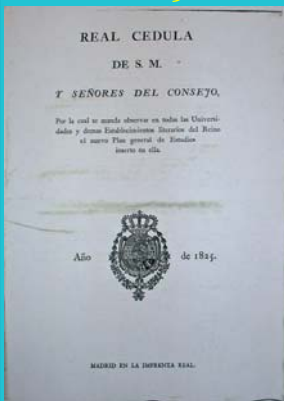 REAL CEDULA
DE S. M.
Y SEÑORES DEL CONSEJO,
Por la cual se manda observar en todas las Universi-
dades y demas Establecimientos literarios del Reino
el nuevo Plan general de Estudios
inserto en ella.
Año de 1825.
MADRID EN LA IMPRENTA REAL.